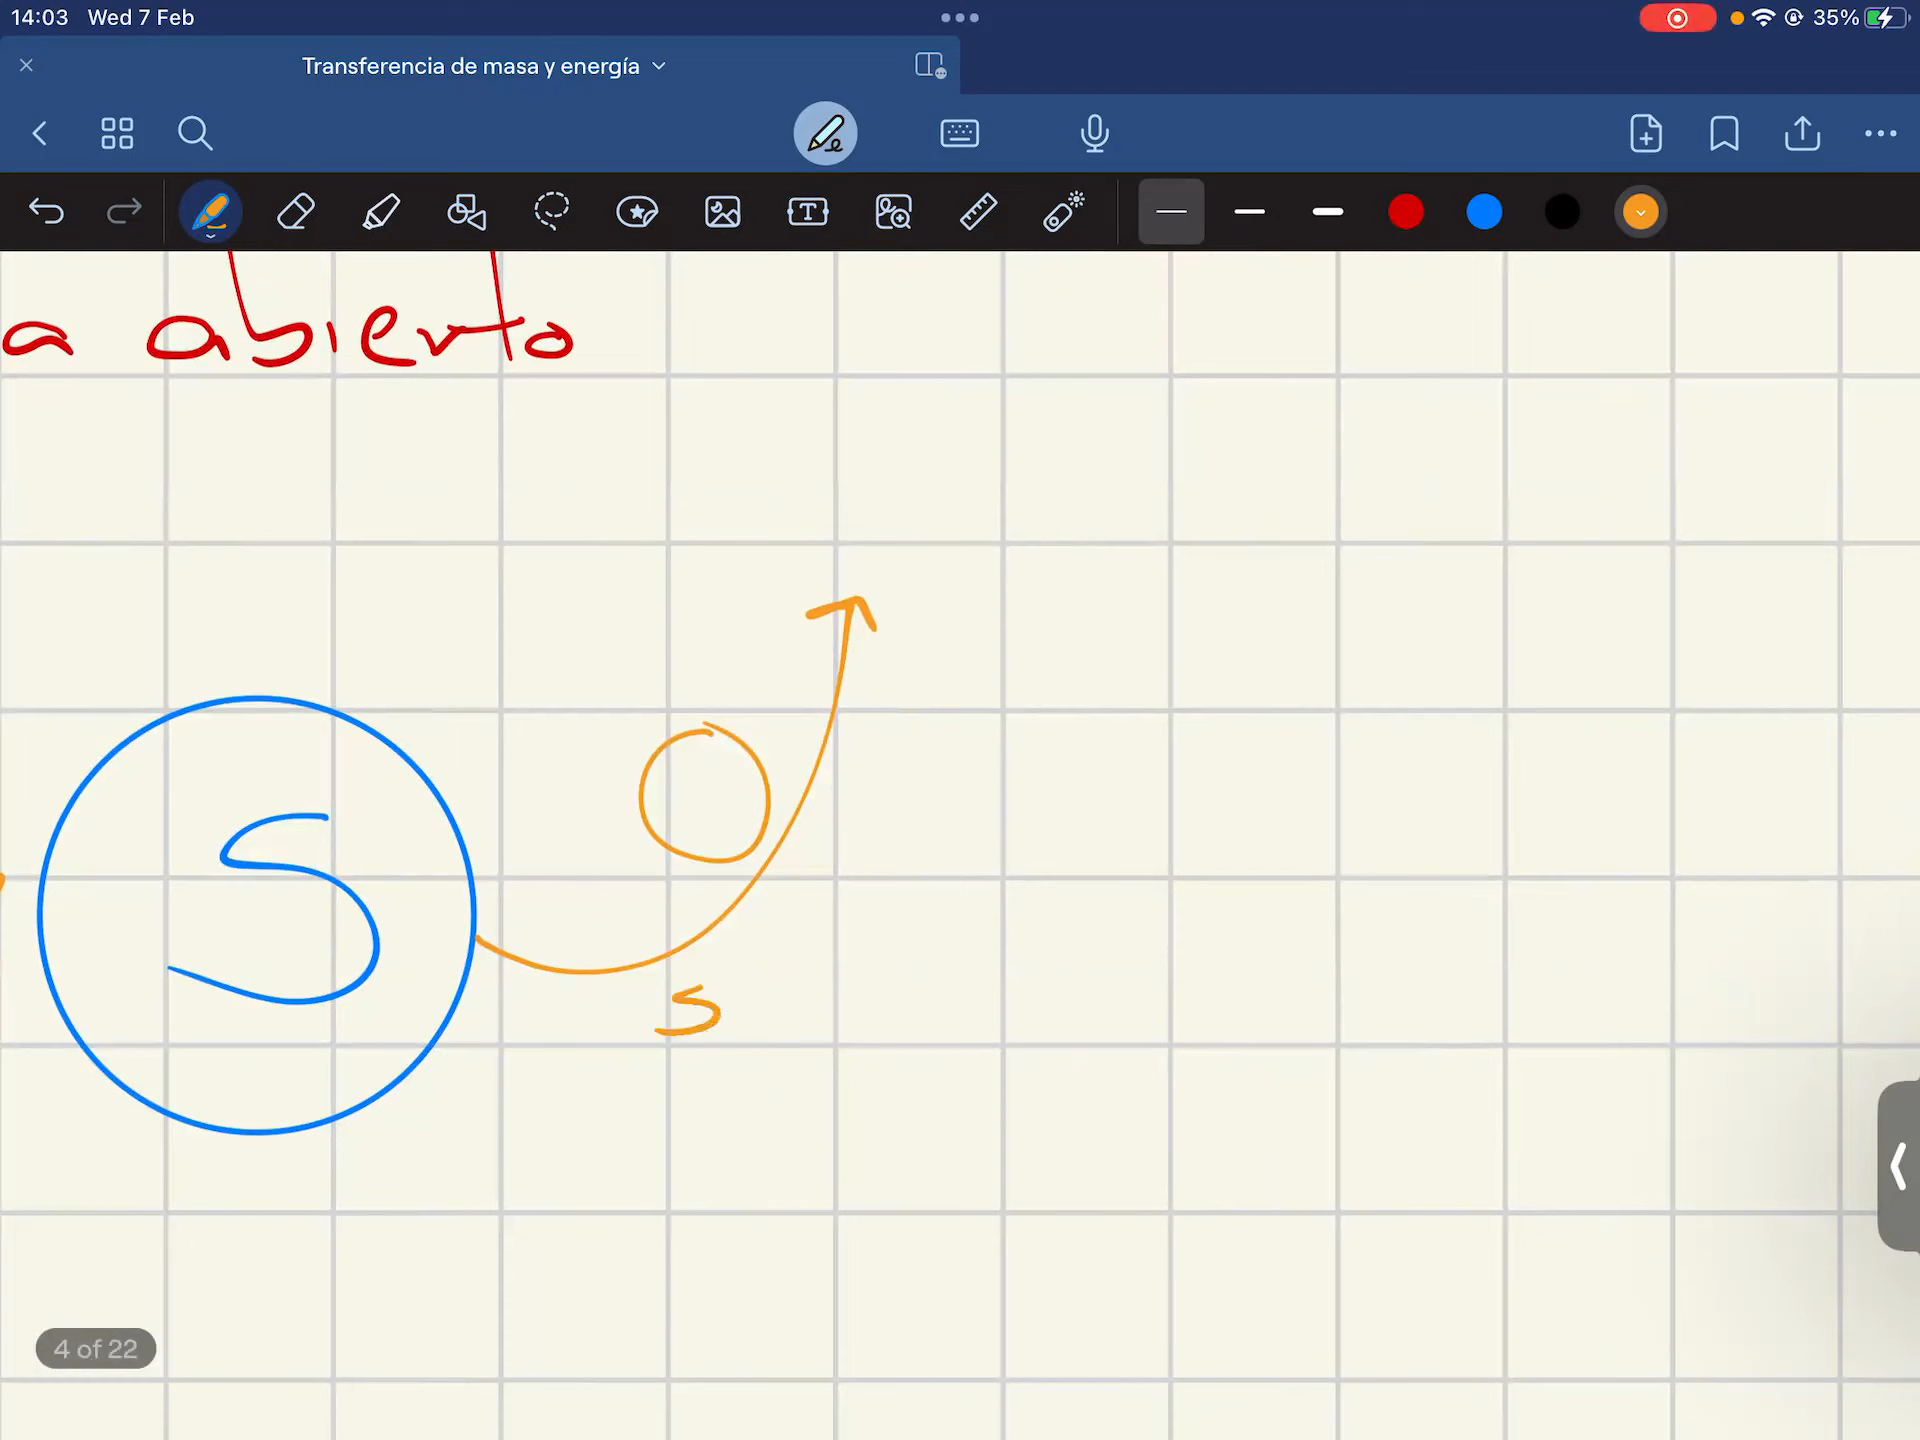 14:03 Wed 7 Feb 35%
Transferencia de masa y energía
a abierto
S
s
4 of 22